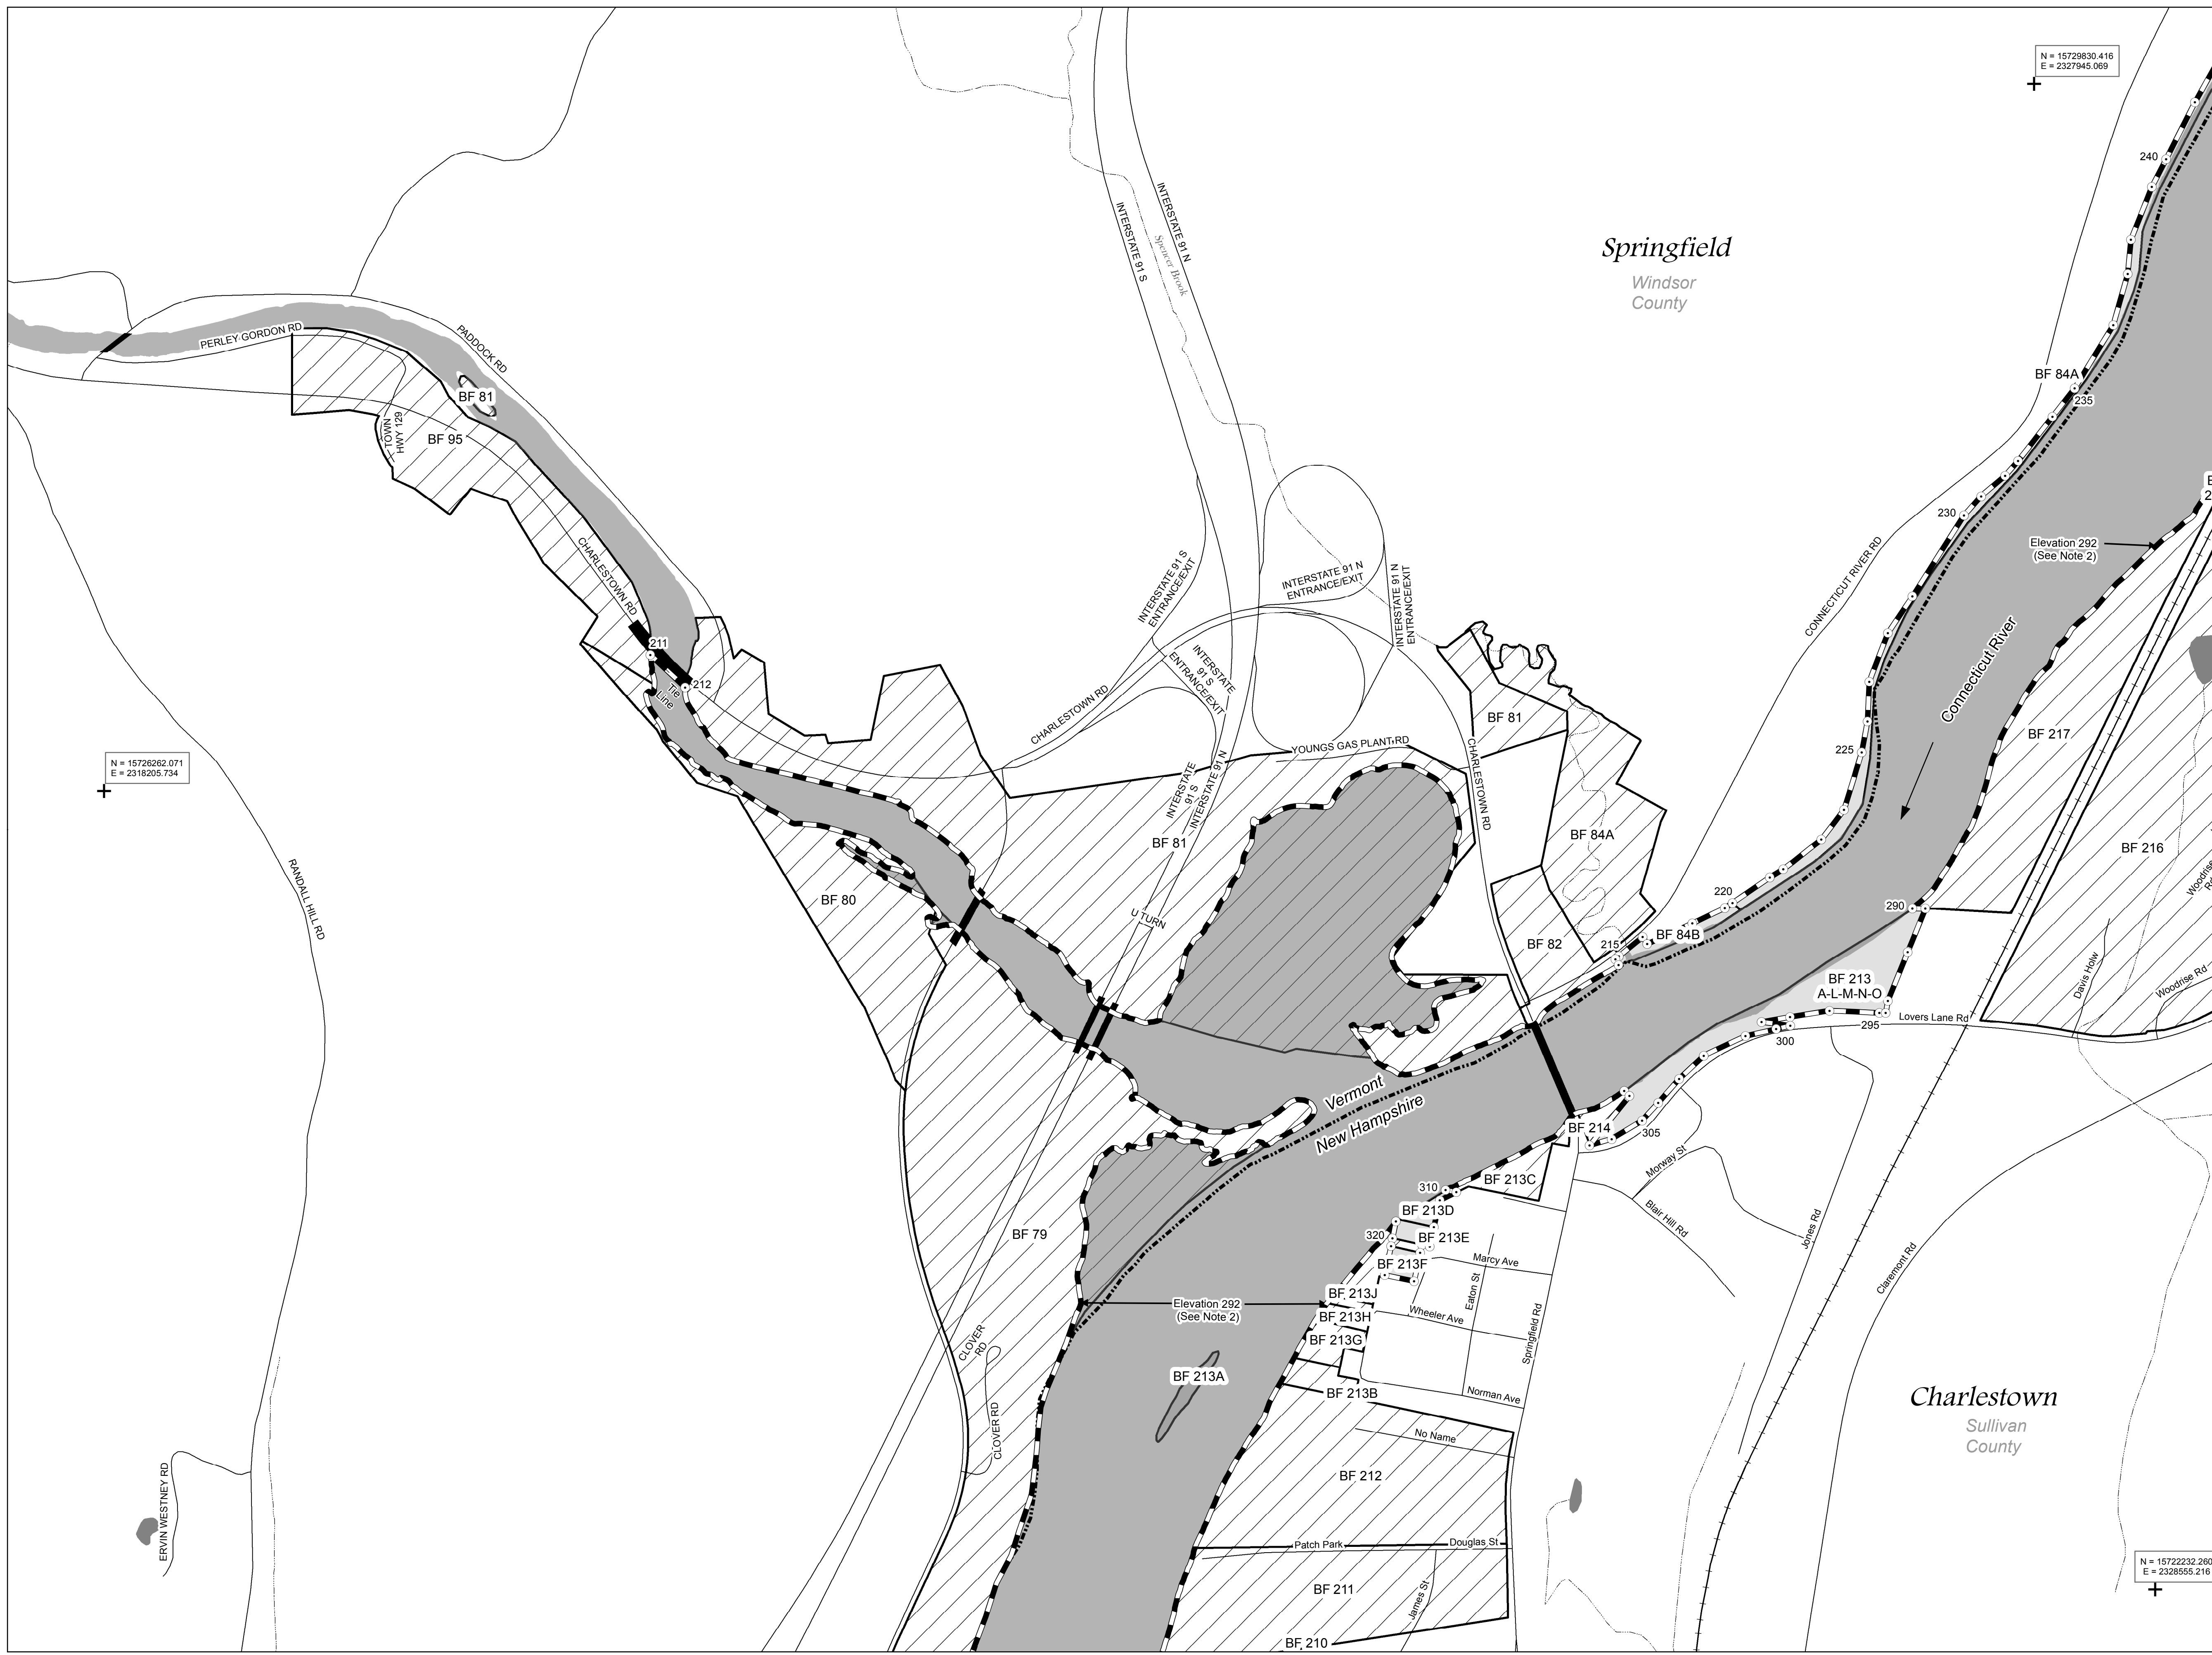 N = 15729830.416
E = 2327945.069
240
INTERSTATE 91 N
INTERSTATE 91 S
Spencer Brook
Springfield
Windsor
County
PERLEY GORDON RD
PADDOCK RD
BF 81
TOWN
HWY 129
BF 95
BF 84A
235
230
Elevation 292
(See Note 2)
CONNECTICUT RIVER RD
CHARLESTOWN RD
INTERSTATE 91 S
ENTRANCE/EXIT
INTERSTATE 91 N
ENTRANCE/EXIT
INTERSTATE 91 N
ENTRANCE/EXIT
211
212
Tie
Line
INTERSTATE
91 S
ENTRANCE/EXIT
Connecticut River
CHARLESTOWN RD
BF 81
BF 217
225
YOUNGS GAS PLANT RD
CHARLESTOWN RD
N = 15726262.071
E = 2318205.734
INTERSTATE
91 S
INTERSTATE 91 N
BF 81
BF 84A
BF 216
Woodrise
RANDALL HILL RD
BF 80
220
290
U TURN
BF 84B
215
BF 82
BF 213
A-L-M-N-O
Davis Holw
Woodrise Rd
295
Lovers Lane Rd
300
Vermont
New Hampshire
BF 214
305
Morway St
BF 213C
310
Blair Hill Rd
Jones Rd
BF 213D
BF 79
320
BF 213E
BF 213F
Marcy Ave
Claremont Rd
Eaton St
BF 213J
Elevation 292
(See Note 2)
BF 213H
Wheeler Ave
BF 213G
Springfield Rd
CLOVER
RD
BF 213A
BF 213B
Norman Ave
Charlestown
Sullivan
County
CLOVER RD
No Name
BF 212
ERVIN WESTNEY RD
Patch Park
Douglas St
N = 15722232.260
E = 2328555.216
BF 211
James St
BF 210